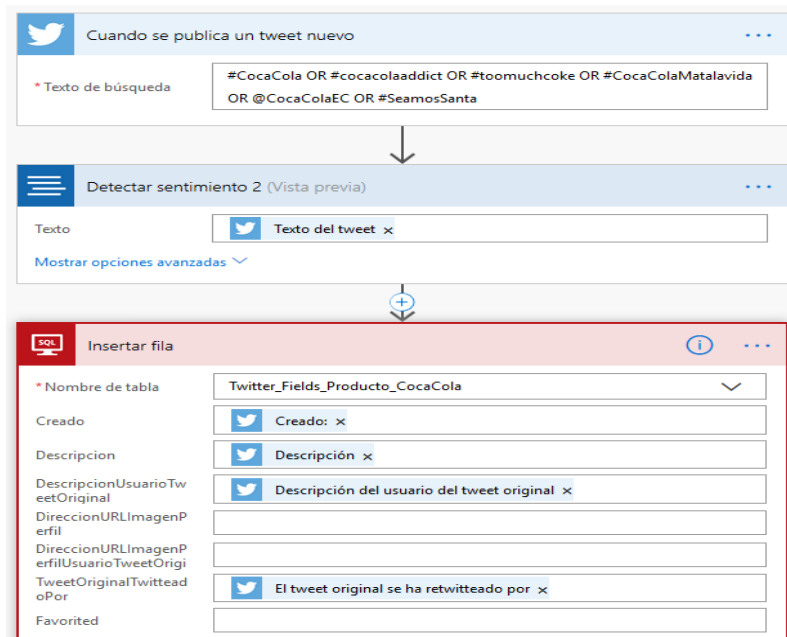 Cuando se publica un tweet nuevo
* Texto de búsqueda
#CocaCola OR #cocacolaaddict OR #toomuchcoke OR #CocaColaMatalavida
OR @CocaColaEC OR #SeamosSanta
Detectar sentimiento 2 (Vista previa)
Texto
Texto del tweet ×
Mostrar opciones avanzadas
SQL
Insertar fila
* Nombre de tabla
Twitter_Fields_Producto_CocaCola
Creado
Creado: ×
Descripcion
Descripción ×
DescripcionUsuarioTw
eetOriginal
Descripción del usuario del tweet original ×
DireccionURLImagenP
erfil
DireccionURLImagenP
erfilUsuarioTweetOrigi
TweetOriginalTwittead
oPor
El tweet original se ha retwitteado por ×
Favorited